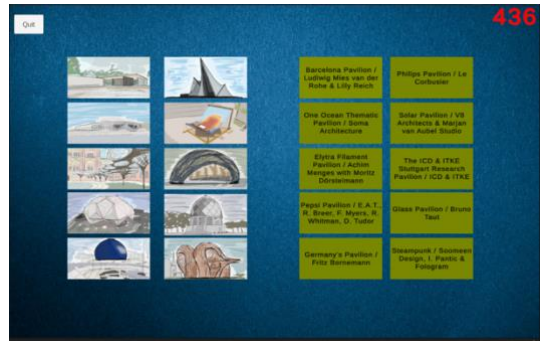 Quit
436
Barcelona Pavilion /
Ludwig Mies van der
Rohe & Lilly Reich
Philips Pavilion / Le
Corbusier
One Ocean Thematic
Pavilion / Soma
Architecture
Solar Pavilion / V8
Architects & Marjan
van Aubel Studio
Elytra Filament
Pavilion / Achim
Menges with Moritz
Dörstelmann
The ICD & ITKE
Stuttgart Research
Pavilion / ICD & ITKE
Pepsi Pavilion / E.A.T.,
R. Breer, F. Myers, R.
Whitman, D. Tudor
Glass Pavilion / Bruno
Taut
Germany's Pavilion /
Fritz Bornemann
Steampunk / Soomeen
Design, I. Pantic &
Fologram